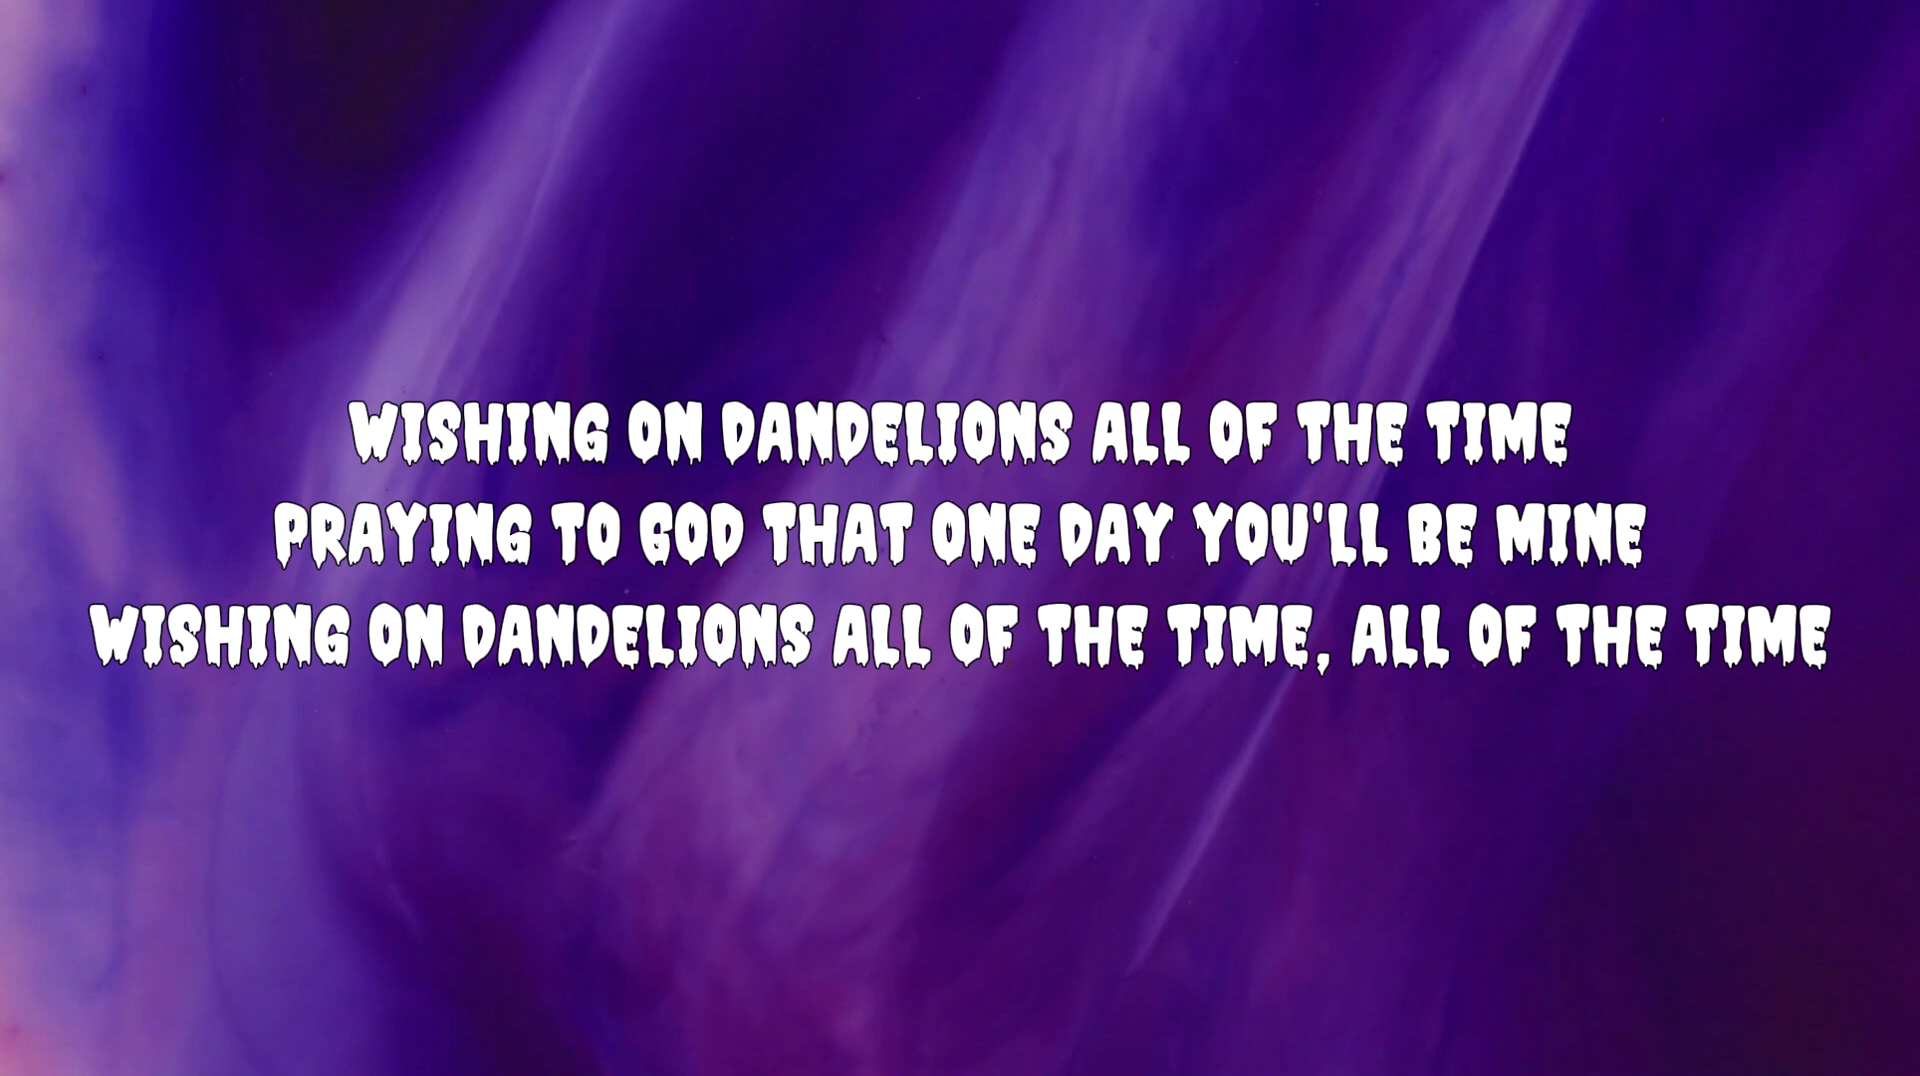 WISHING ON DANDELIONS ALL OF THE TIME
PRAYING TO GOD THAT ONE DAY YOU'LL BE MINE
WISHING ON DANDELIONS ALL OF THE TIME, ALL OF THE TIME